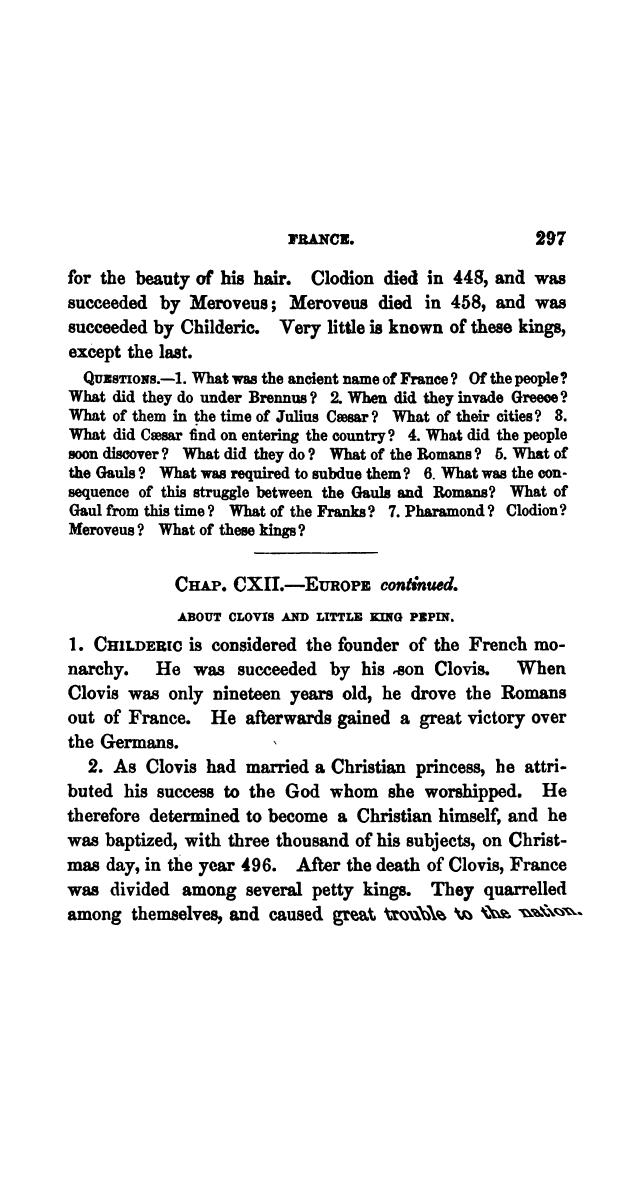 FRANCE. 297
for the beauty of his hair. Clodion died in 448, and was
succeeded by Meroveus; Meroveus died in 458, and was
succeeded by Childeric. Very little is known of these kings,
except the last.
QUESTIONS.—1. What was the ancient name of France? Of the people?
What did they do under Brennus? 2. When did they invade Greece?
What of them in the time of Julius Cæsar? What of their cities? 3.
What did Cæsar find on entering the country? 4. What did the people
soon discover? What did they do? What of the Romans? 5. What of
the Gauls? What was required to subdue them? 6. What was the con-
sequence of this struggle between the Gauls and Romans? What of
Gaul from this time? What of the Franks? 7. Pharamond? Clodion?
Meroveus? What of these kings?
CHAP. CXII.—EUROPE continued.
ABOUT CLOVIS AND LITTLE KING PEPIN.
1. CHILDERIC is considered the founder of the French mo-
narchy. He was succeeded by his son Clovis. When
Clovis was only nineteen years old, he drove the Romans
out of France. He afterwards gained a great victory over
the Germans.
2. As Clovis had married a Christian princess, he attri-
buted his success to the God whom she worshipped. He
therefore determined to become a Christian himself, and he
was baptized, with three thousand of his subjects, on Christ-
mas day, in the year 496. After the death of Clovis, France
was divided among several petty kings. They quarrelled
among themselves, and caused great trouble to the nation.